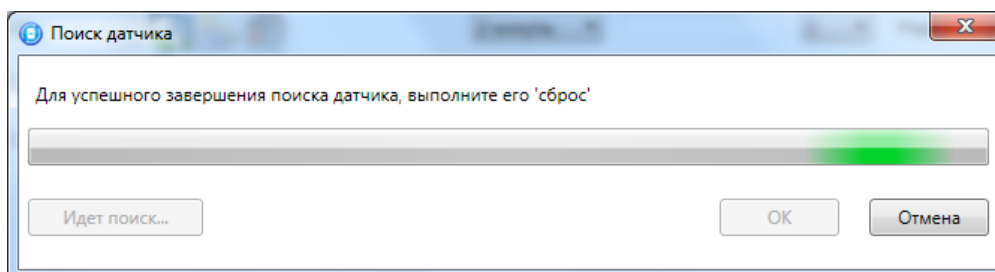 Поиск датчика
Для успешного завершения поиска датчика, выполните его 'сброс'
Идет поиск...
OK
Отмена